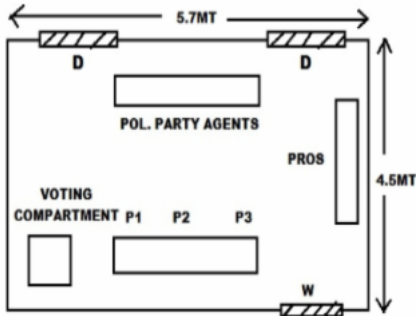 5.7MT
D D
POL. PARTY AGENTS
PROS
4.5MT
VOTING
COMPARTMENT P1 P2 P3
W